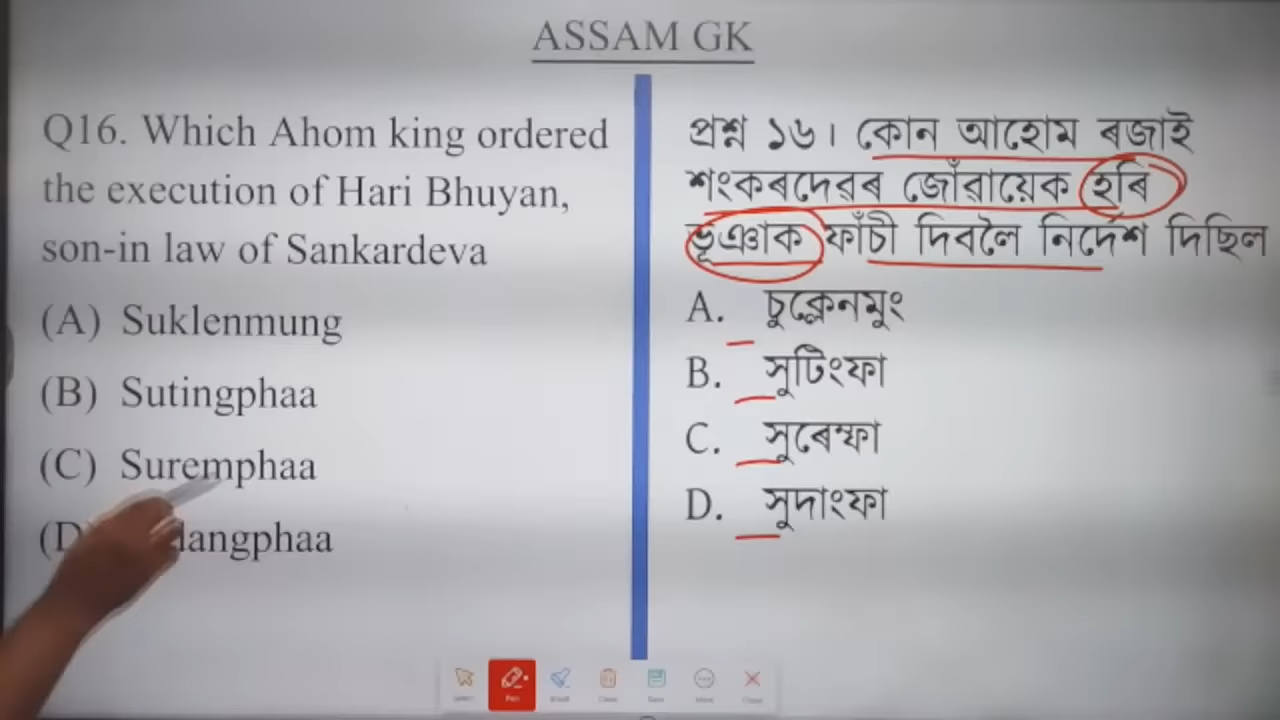 ASSAM GK
Q16. Which Ahom king ordered
the execution of Hari Bhuyan,
son-in law of Sankardeva
(A) Suklenmung
(B) Sutingphaa
(C) Suremphaa
(D langphaa
প্ৰশ্ন ১৬। কোন আহোম ৰজাই
শংকৰদেৱৰ জোঁৱায়েক হৰি
ভূঞাক ফাঁচী দিবলৈ নিৰ্দেশ দিছিল
A. চুক্লেনমুং
B. সুটিংফা
C. সুৰেম্ফা
D. সুদাংফা